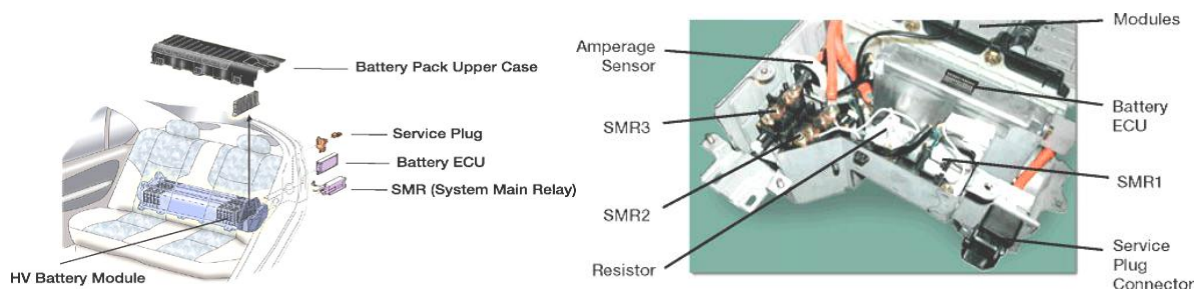 Battery Pack Upper Case
Service Plug
Battery ECU
SMR (System Main Relay)
HV Battery Module
Amperage
Sensor
SMR3
SMR2
Resistor
Modules
Battery
ECU
SMR1
Service
Plug
Connector